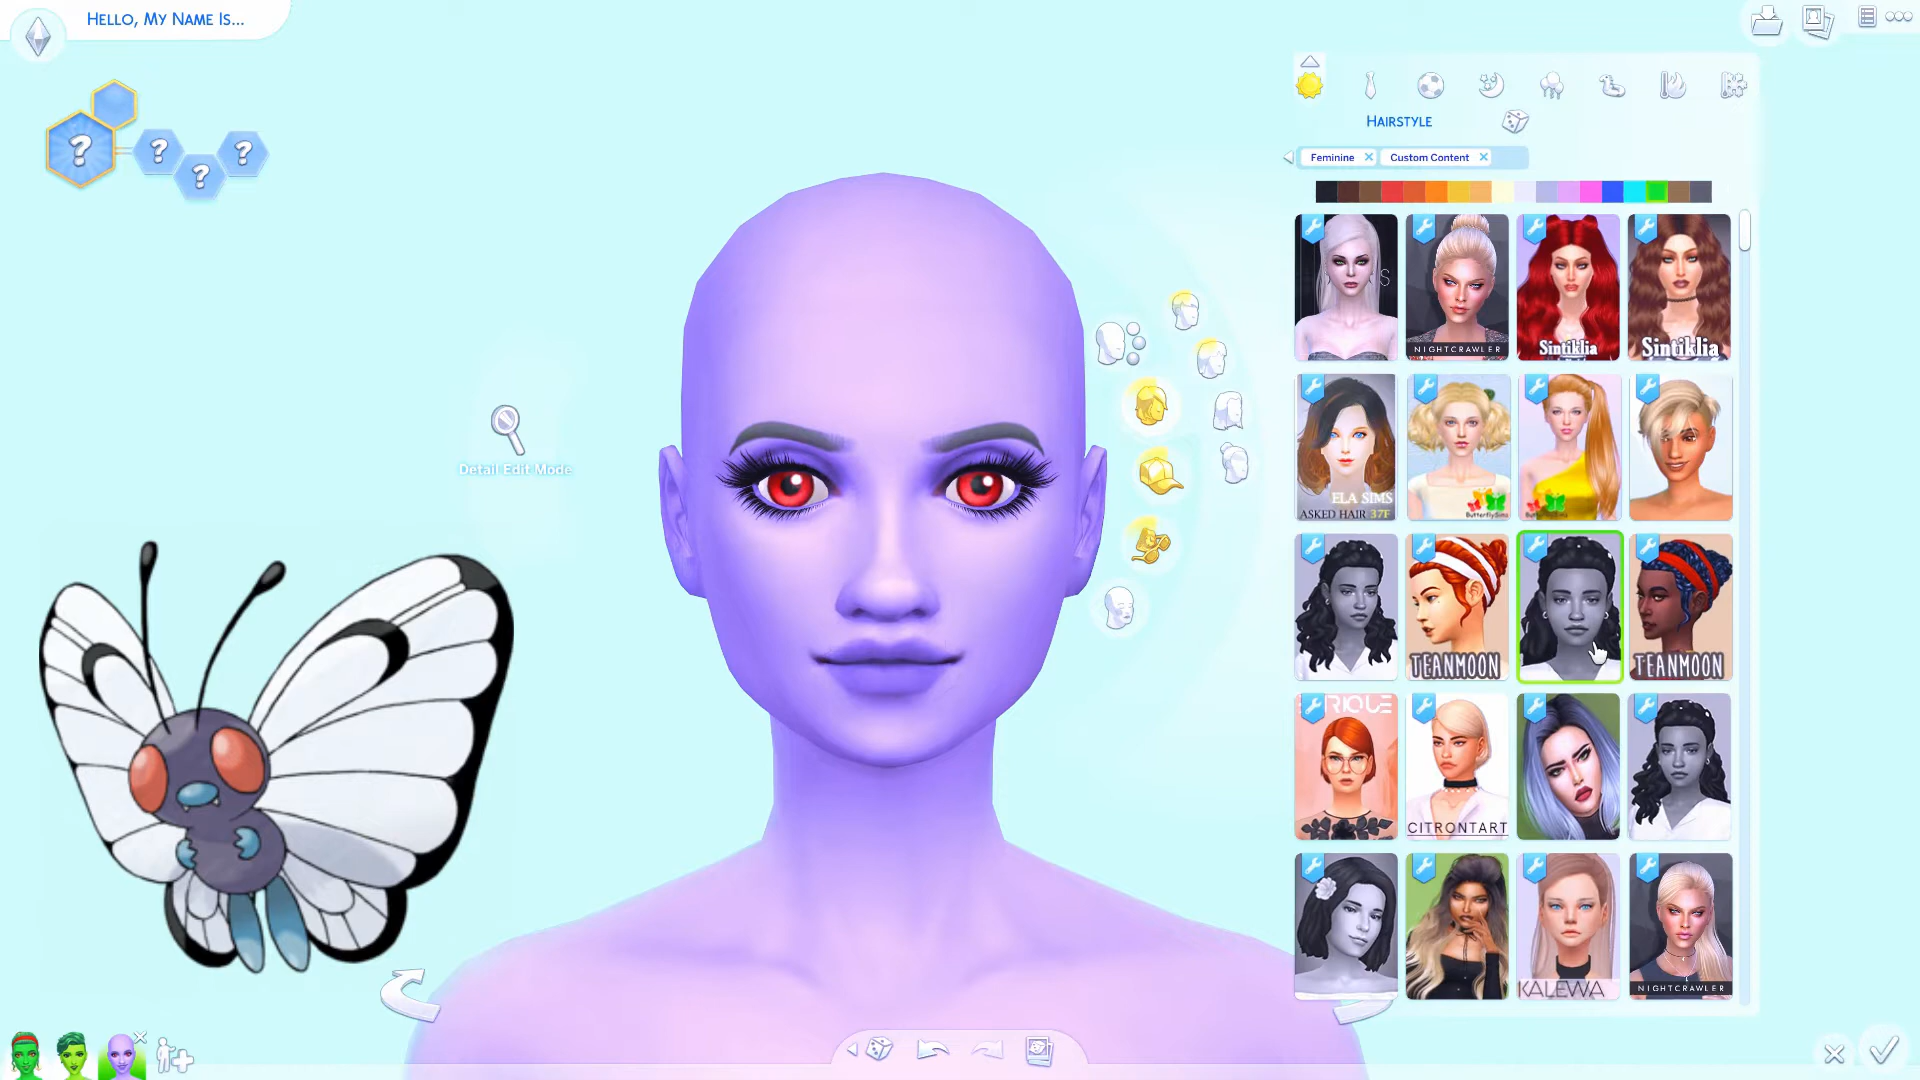 Hello, My Name Is...
?
?
?
?
Hairstyle
Feminine
Custom Content
S
NIGHTCRAWLER
Sintiklia
Sintiklia
ELA SIMS
ASKED HAIR 37F
ButterflySims
Detail Edit Mode
TEANMOON
TEANMOON
CITRONTART
KALEWA
NIGHTCRAWLER